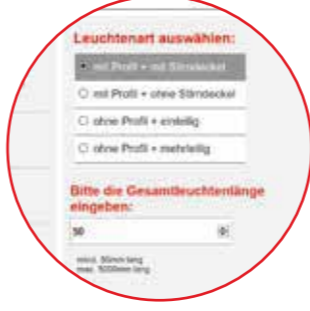 Leuchtenart auswählen:
mit Profil + mit Stirndeckel
mit Profil + ohne Stirndeckel
ohne Profil + einteilig
ohne Profil + mehrteilig
Bitte die Gesamtleuchtenlänge
eingeben:
50
mind. 50mm lang
max. 5000mm lang